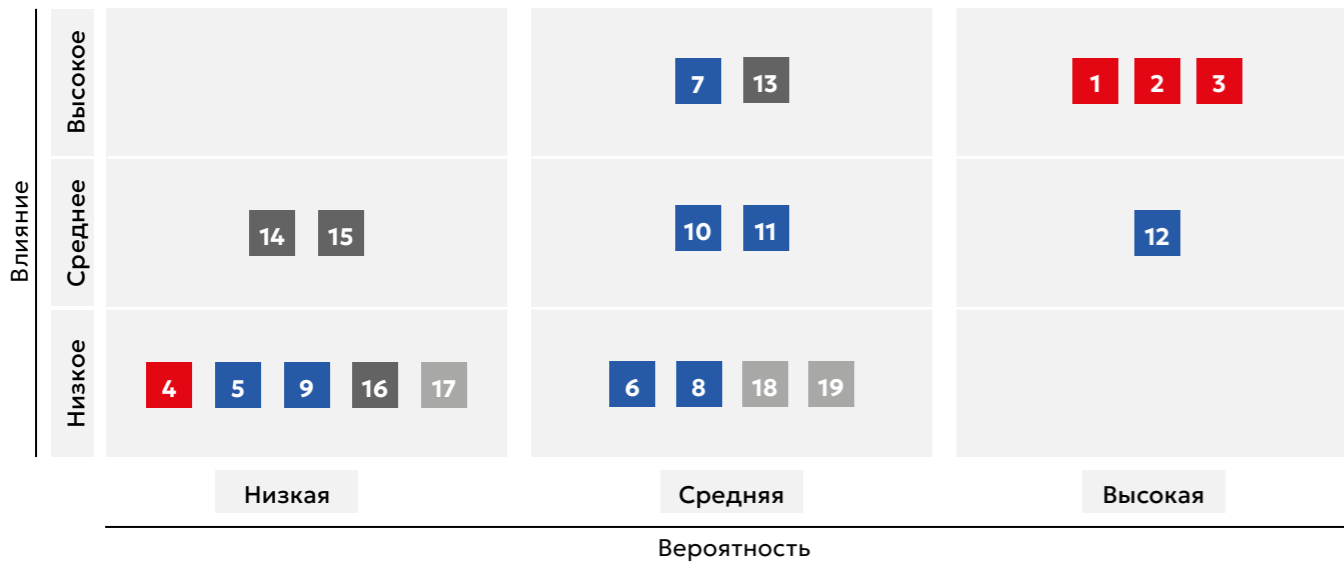 Влияние
Высокое
7 13
1 2 3
Среднее
14 15
10 11
12
Низкое
4 5 9 16 17
6 8 18 19
Низкая
Средняя
Высокая
Вероятность